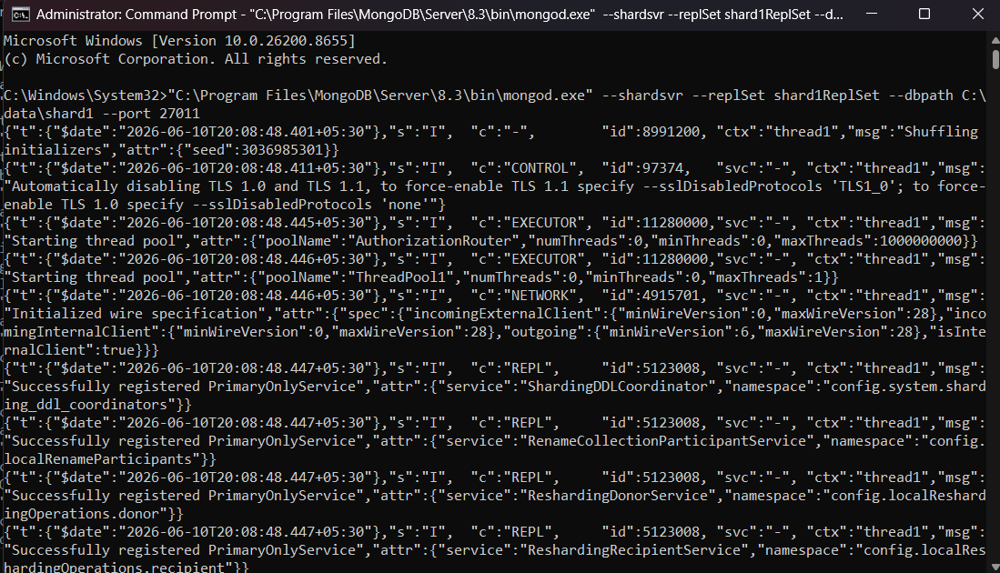 Administrator: Command Prompt - "C:\Program Files\MongoDB\Server\8.3\bin\mongod.exe"  --shardsvr --replSet shard1ReplSet --d...
Microsoft Windows [Version 10.0.26200.8655]
(c) Microsoft Corporation. All rights reserved.
C:\Windows\System32>"C:\Program Files\MongoDB\Server\8.3\bin\mongod.exe" --shardsvr --replSet shard1ReplSet --dbpath C:\
data\shard1 --port 27011
{"t":{"$date":"2026-06-10T20:08:48.401+05:30"},"s":"I",  "c":"-",        "id":8991200, "ctx":"thread1","msg":"Shuffling
initializers","attr":{"seed":3036985301}}
{"t":{"$date":"2026-06-10T20:08:48.411+05:30"},"s":"I",  "c":"CONTROL",  "id":97374,   "svc":"-", "ctx":"thread1","msg":
"Automatically disabling TLS 1.0 and TLS 1.1, to force-enable TLS 1.1 specify --sslDisabledProtocols 'TLS1_0'; to force-
enable TLS 1.0 specify --sslDisabledProtocols 'none'"}
{"t":{"$date":"2026-06-10T20:08:48.445+05:30"},"s":"I",  "c":"EXECUTOR", "id":11280000,"svc":"-", "ctx":"thread1","msg":
"Starting thread pool","attr":{"poolName":"AuthorizationRouter","numThreads":0,"minThreads":0,"maxThreads":1000000000}}
{"t":{"$date":"2026-06-10T20:08:48.446+05:30"},"s":"I",  "c":"EXECUTOR", "id":11280000,"svc":"-", "ctx":"thread1","msg":
"Starting thread pool","attr":{"poolName":"ThreadPool1","numThreads":0,"minThreads":0,"maxThreads":1}}
{"t":{"$date":"2026-06-10T20:08:48.446+05:30"},"s":"I",  "c":"NETWORK",  "id":4915701, "svc":"-", "ctx":"thread1","msg":
"Initialized wire specification","attr":{"spec":{"incomingExternalClient":{"minWireVersion":0,"maxWireVersion":28},"inco
mingInternalClient":{"minWireVersion":0,"maxWireVersion":28},"outgoing":{"minWireVersion":6,"maxWireVersion":28},"isInte
rnalClient":true}}}
{"t":{"$date":"2026-06-10T20:08:48.447+05:30"},"s":"I",  "c":"REPL",     "id":5123008, "svc":"-", "ctx":"thread1","msg":
"Successfully registered PrimaryOnlyService","attr":{"service":"ShardingDDLCoordinator","namespace":"config.system.shard
ing_ddl_coordinators"}}
{"t":{"$date":"2026-06-10T20:08:48.447+05:30"},"s":"I",  "c":"REPL",     "id":5123008, "svc":"-", "ctx":"thread1","msg":
"Successfully registered PrimaryOnlyService","attr":{"service":"RenameCollectionParticipantService","namespace":"config.
localRenameParticipants"}}
{"t":{"$date":"2026-06-10T20:08:48.447+05:30"},"s":"I",  "c":"REPL",     "id":5123008, "svc":"-", "ctx":"thread1","msg":
"Successfully registered PrimaryOnlyService","attr":{"service":"ReshardingDonorService","namespace":"config.localReshard
ingOperations.donor"}}
{"t":{"$date":"2026-06-10T20:08:48.447+05:30"},"s":"I",  "c":"REPL",     "id":5123008, "svc":"-", "ctx":"thread1","msg":
"Successfully registered PrimaryOnlyService","attr":{"service":"ReshardingRecipientService","namespace":"config.localRes
hardingOperations.recipient"}}